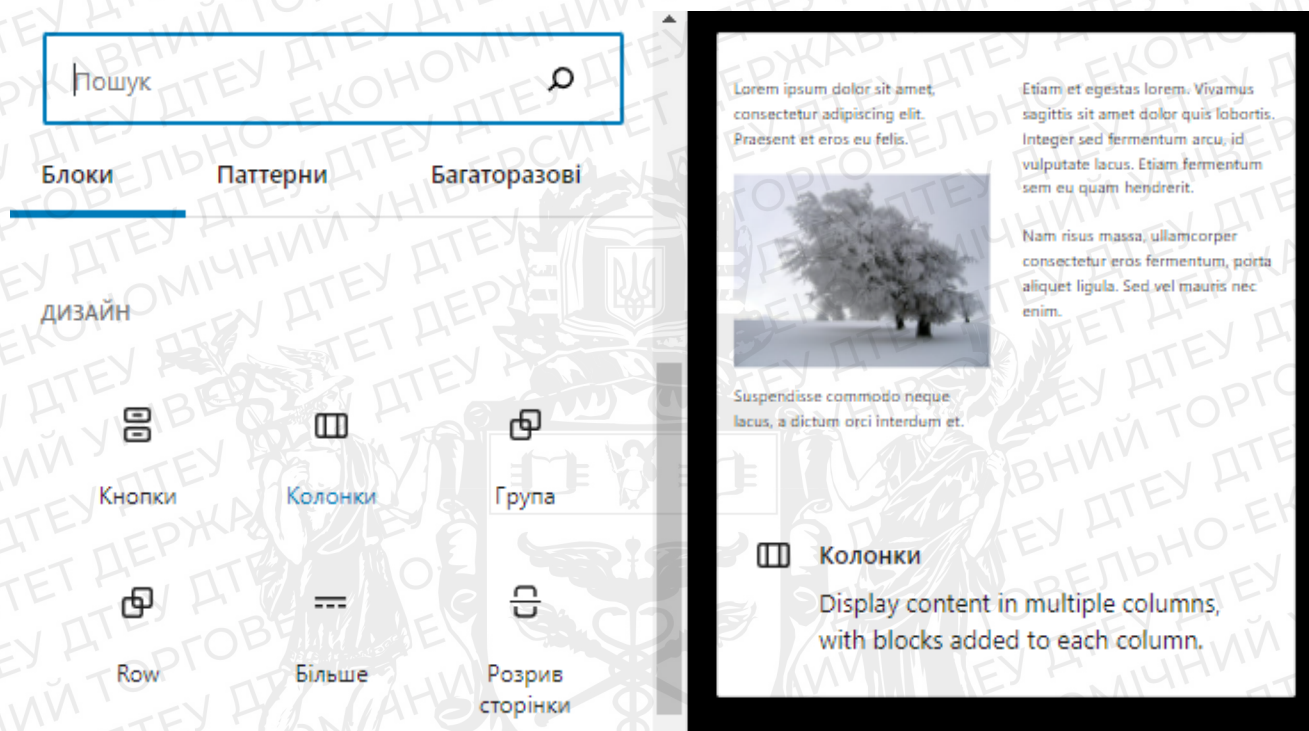 Пошук
Блоки Паттерни Багаторазові
ДИЗАЙН
Кнопки Колонки Група
Row Більше Розрив
сторінки
Lorem ipsum dolor sit amet,
consectetur adipiscing elit.
Praesent et eros eu felis.
Suspendisse commodo neque
lacus, a dictum orci interdum et.
Etiam et egestas lorem. Vivamus
sagittis sit amet dolor quis lobortis.
Integer sed fermentum arcu, id
vulputate lacus. Etiam fermentum
sem eu quam hendrerit.
Nam risus massa, ullamcorper
consectetur eros fermentum, porta
aliquet ligula. Sed vel mauris nec
enim.
Колонки
Display content in multiple columns,
with blocks added to each column.